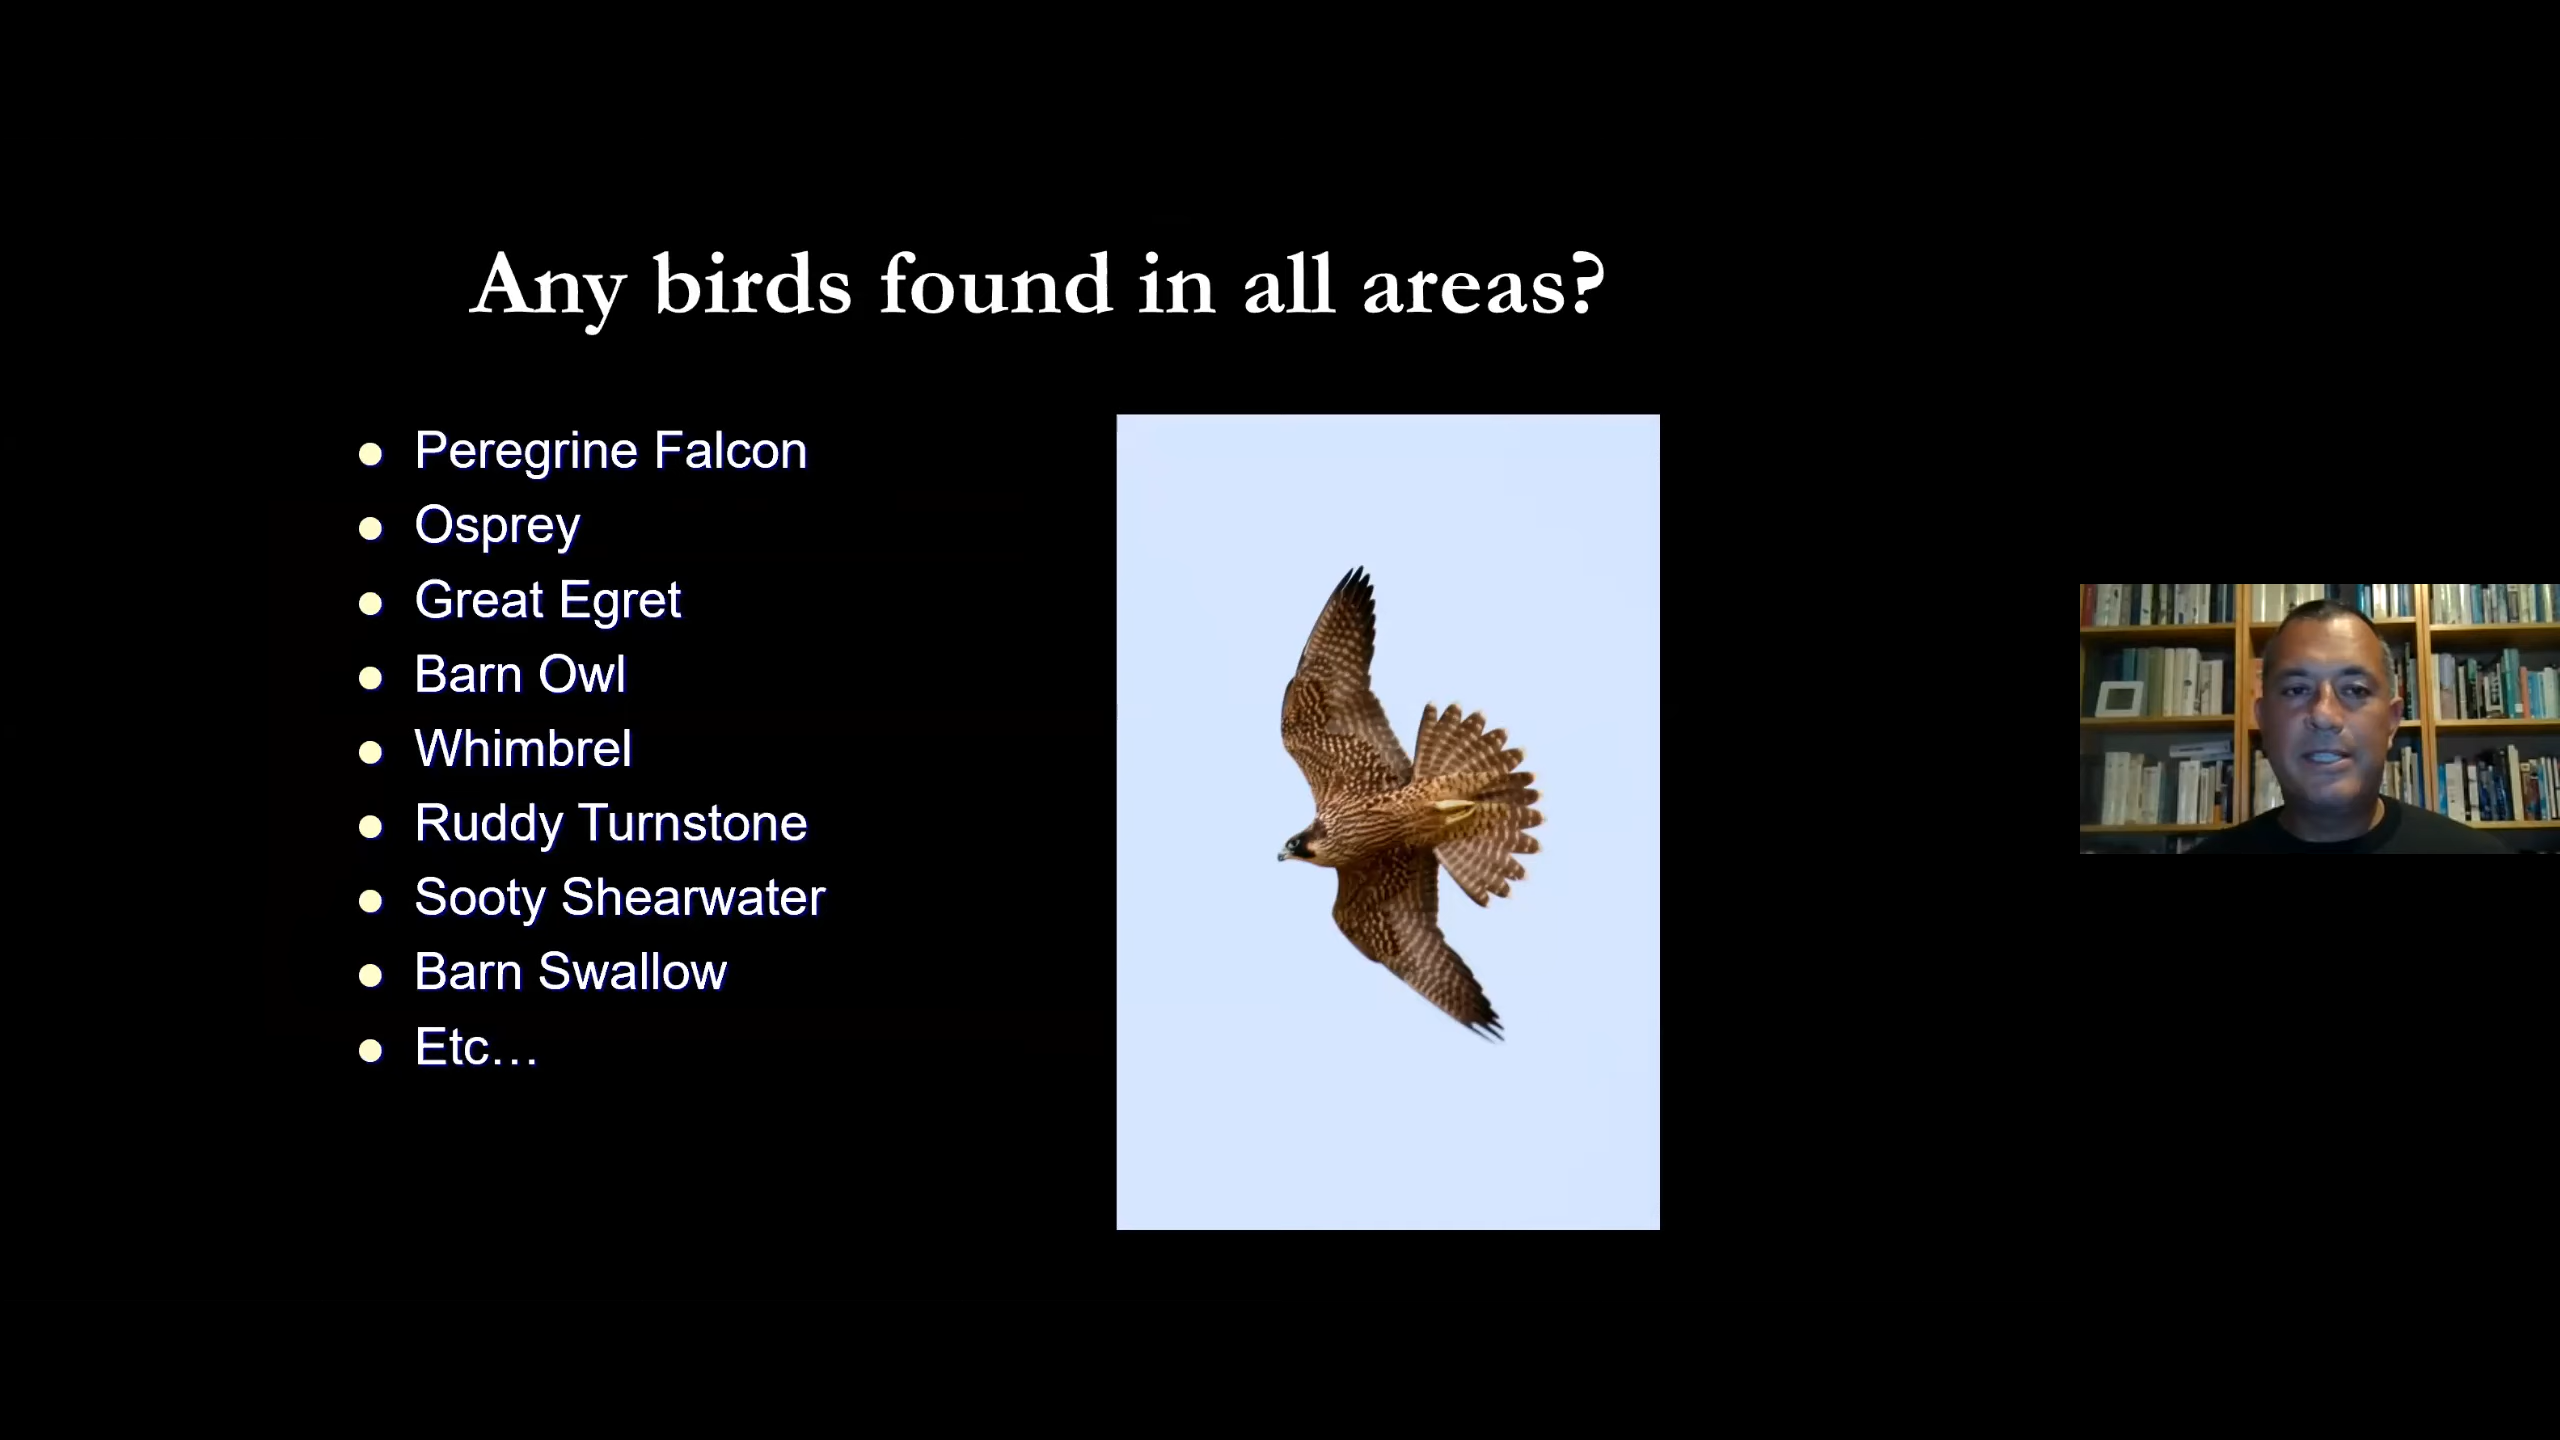 Any birds found in all areas?
Peregrine Falcon
Osprey
Great Egret
Barn Owl
Whimbrel
Ruddy Turnstone
Sooty Shearwater
Barn Swallow
Etc…